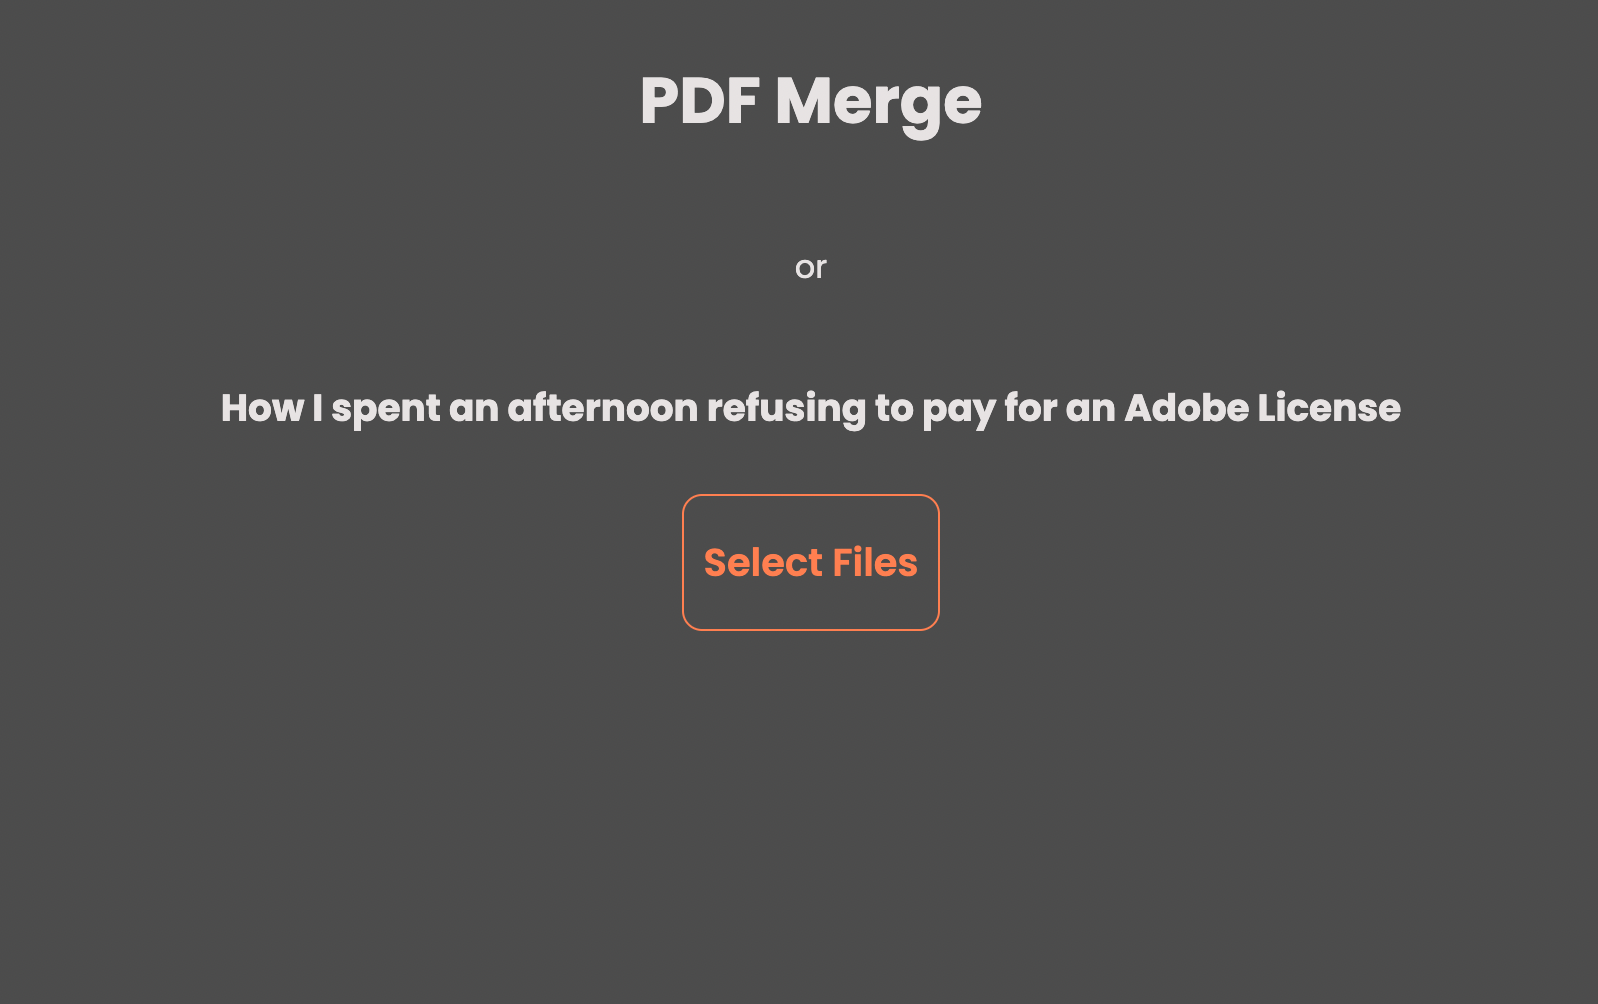 PDF Merge
or
How I spent an afternoon refusing to pay for an Adobe License
Select Files